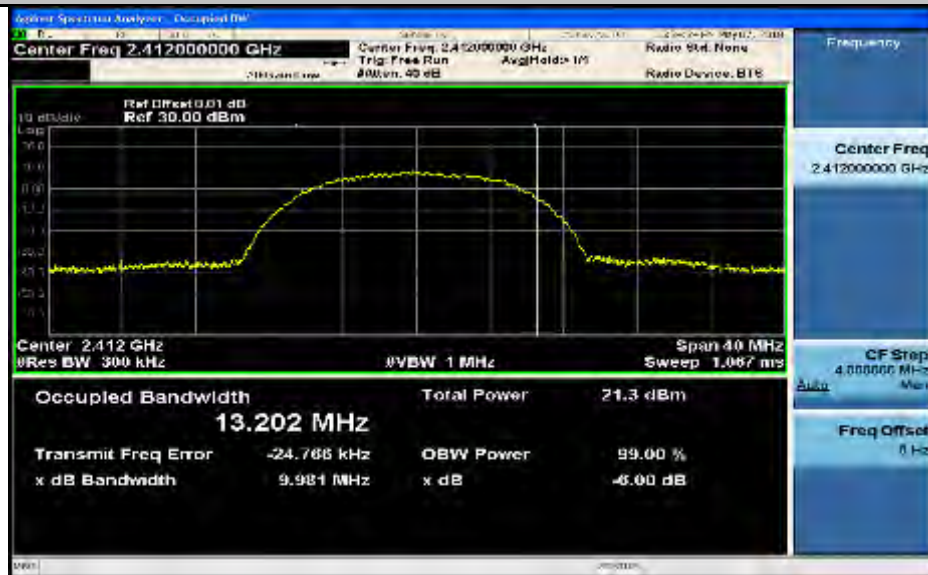 Agilent Spectrum Analyzer - Occupied BW
Center Freq 2.412000000 GHz
Center Freq: 2.412000000 GHz
Trig: Free Run Avg|Hold:> 1/1
#Atten: 40 dB
Radio Std: None
Radio Device: BTS
Ref Offset 0.01 dB
10 dB/div Ref 30.00 dBm
Log
Center 2.412 GHz
#Res BW 300 kHz
#VBW 1 MHz
Span 40 MHz
Sweep 1.067 ms
Occupied Bandwidth
13.202 MHz
Total Power 21.3 dBm
Transmit Freq Error -24.766 kHz OBW Power 99.00 %
x dB Bandwidth 9.981 MHz x dB -6.00 dB
Frequency
Center Freq
2.412000000 GHz
CF Step
4.000000 MHz
Auto Man
Freq Offset
0 Hz